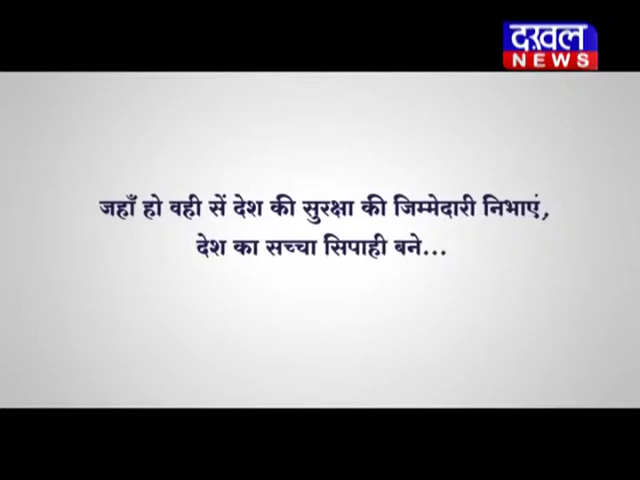 दख़ल
NEWS
जहाँ हो वही सें देश की सुरक्षा की जिम्मेदारी निभाएं,
देश का सच्चा सिपाही बने...